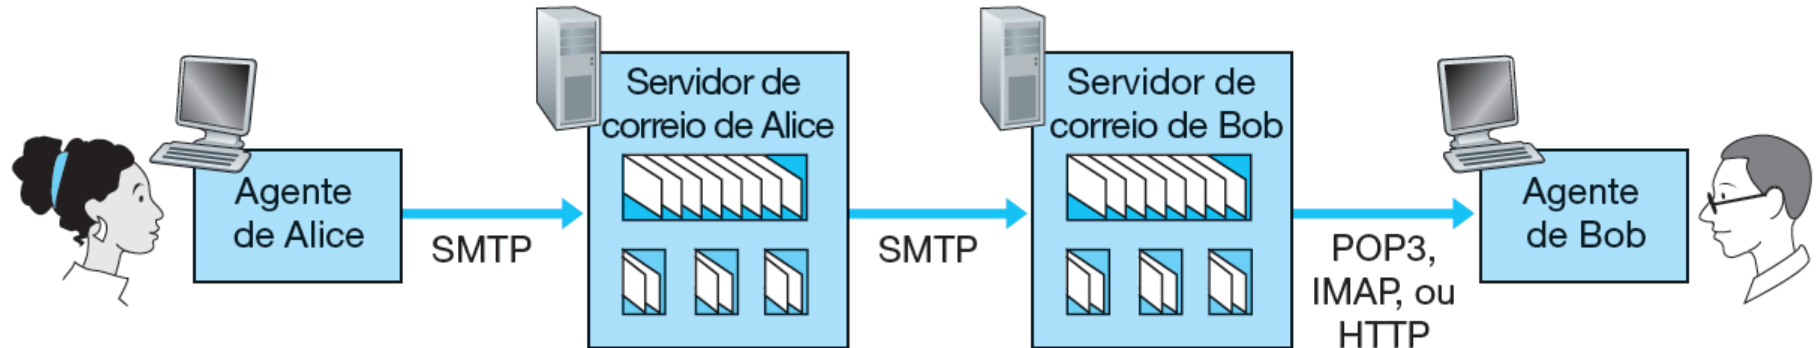 Agente
de Alice
SMTP
Servidor de
correio de Alice
SMTP
Servidor de
correio de Bob
POP3,
IMAP, ou
HTTP
Agente
de Bob